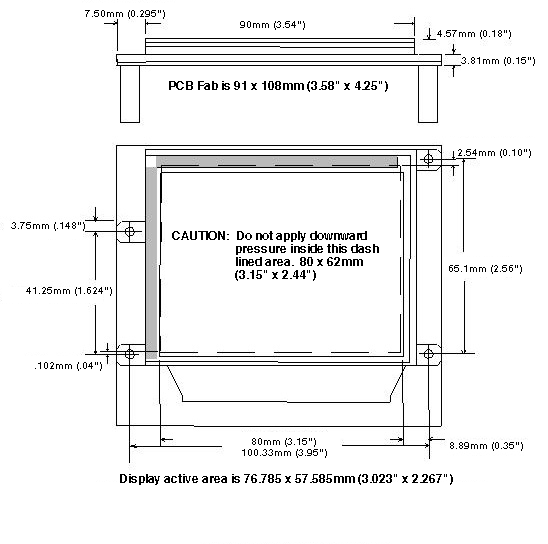 7.50mm (0.295")
90mm (3.54")
4.57mm (0.18")
3.81mm (0.15")
PCB Fab is 91 x 108mm (3.58" x 4.25")
2.54mm (0.10")
3.75mm (.148")
CAUTION: Do not apply downward
pressure inside this dash
lined area. 80 x 62mm
(3.15" x 2.44")
65.1mm (2.56")
41.25mm (1.624")
.102mm (.04")
80mm (3.15")
100.33mm (3.95")
8.89mm (0.35")
Display active area is 76.785 x 57.585mm (3.023" x 2.267")